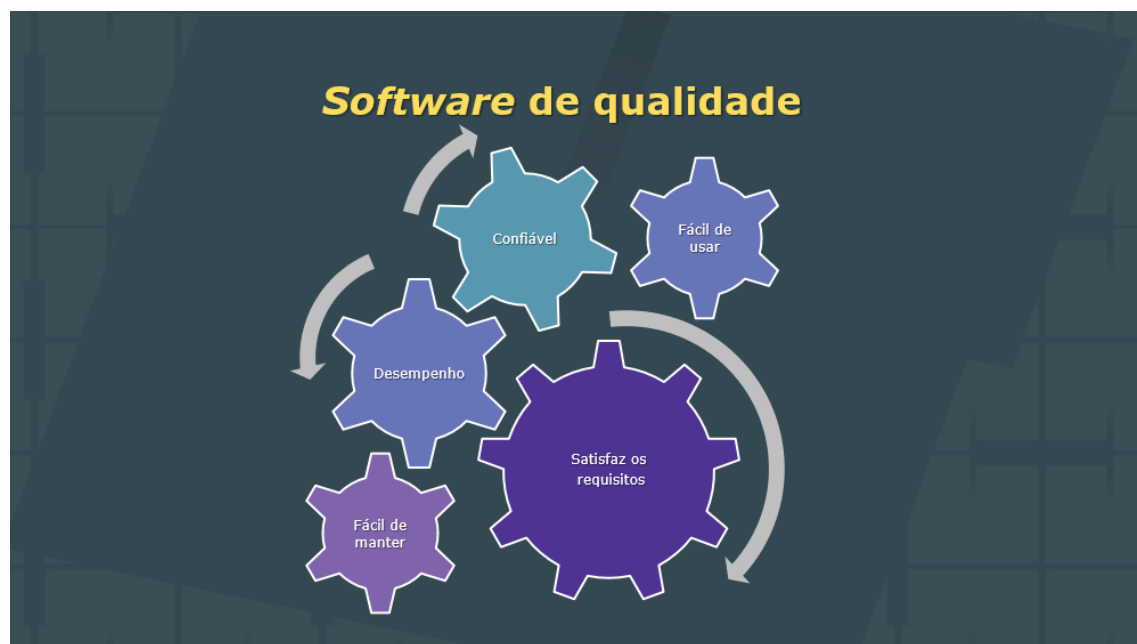 Software de qualidade
Confiável
Fácil de
usar
Desempenho
Satisfaz os
requisitos
Fácil de
manter